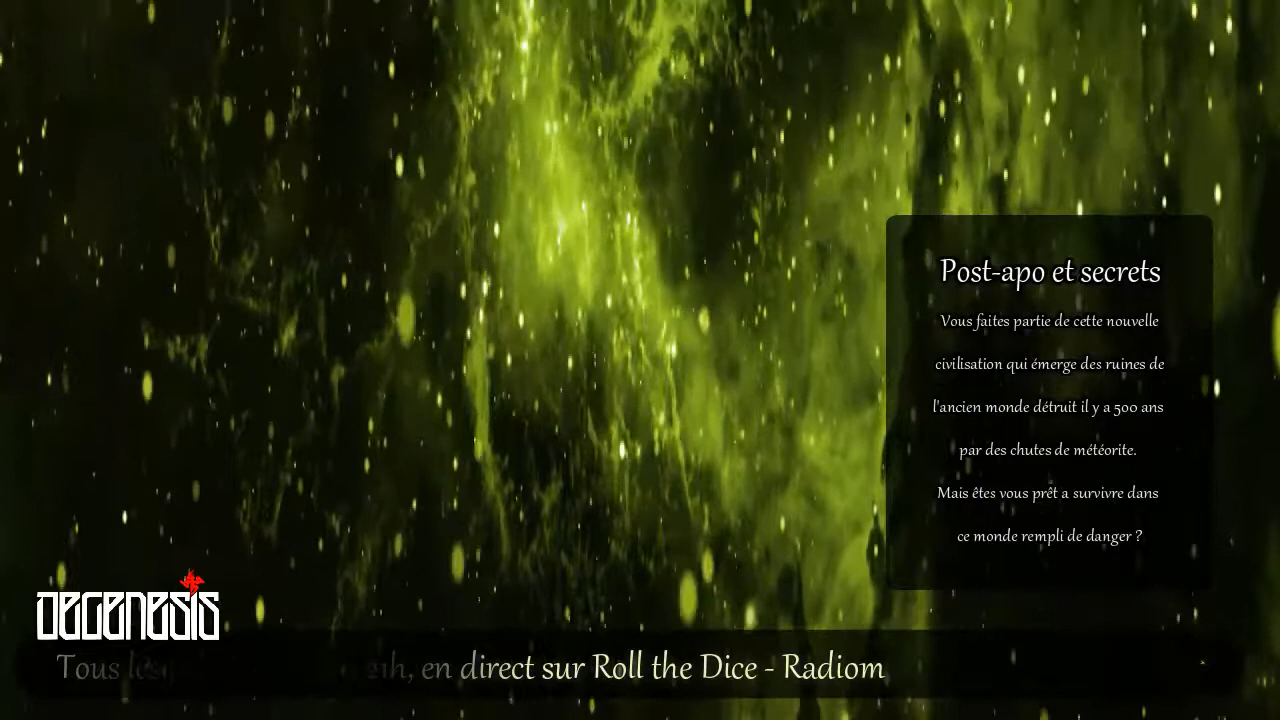 Post-apo et secrets
Vous faites partie de cette nouvelle
civilisation qui émerge des ruines de
l'ancien monde détruit il y a 500 ans
par des chutes de météorite.
Mais êtes vous prêt a survivre dans
ce monde rempli de danger ?
DEGENESIS
Tous les 21h, en direct sur Roll the Dice - Radiom